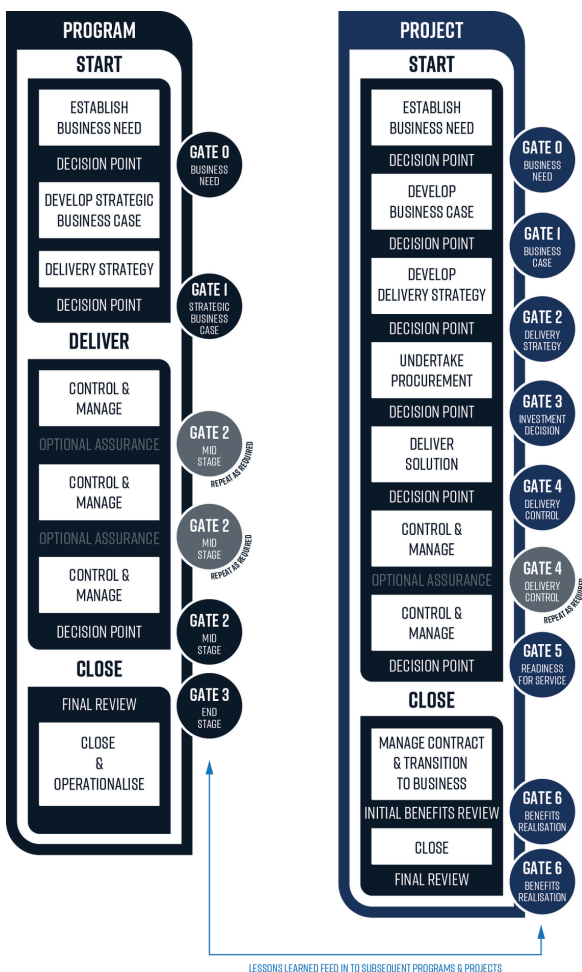 PROGRAM
START
ESTABLISH
BUSINESS NEED
DECISION POINT
GATE 0
BUSINESS
NEED
DEVELOP STRATEGIC
BUSINESS CASE
DELIVERY STRATEGY
DECISION POINT
GATE 1
STRATEGIC
BUSINESS
CASE
DELIVER
CONTROL &
MANAGE
OPTIONAL ASSURANCE
GATE 2
MID
STAGE
REPEAT AS REQUIRED
CONTROL &
MANAGE
OPTIONAL ASSURANCE
GATE 2
MID
STAGE
REPEAT AS REQUIRED
CONTROL &
MANAGE
DECISION POINT
GATE 2
MID
STAGE
CLOSE
FINAL REVIEW
GATE 3
END
STAGE
CLOSE
&
OPERATIONALISE
PROJECT
START
ESTABLISH
BUSINESS NEED
DECISION POINT
GATE 0
BUSINESS
NEED
DEVELOP
BUSINESS CASE
DECISION POINT
GATE 1
BUSINESS
CASE
DEVELOP
DELIVERY STRATEGY
DECISION POINT
GATE 2
DELIVERY
STRATEGY
UNDERTAKE
PROCUREMENT
DECISION POINT
GATE 3
INVESTMENT
DECISION
DELIVER
SOLUTION
DECISION POINT
GATE 4
DELIVERY
CONTROL
CONTROL &
MANAGE
OPTIONAL ASSURANCE
GATE 4
DELIVERY
CONTROL
REPEAT AS REQUIRED
CONTROL &
MANAGE
DECISION POINT
GATE 5
READINESS
FOR SERVICE
CLOSE
MANAGE CONTRACT
& TRANSITION
TO BUSINESS
INITIAL BENEFITS REVIEW
GATE 6
BENEFITS
REALISATION
CLOSE
FINAL REVIEW
GATE 6
BENEFITS
REALISATION
LESSONS LEARNED FEED IN TO SUBSEQUENT PROGRAMS & PROJECTS